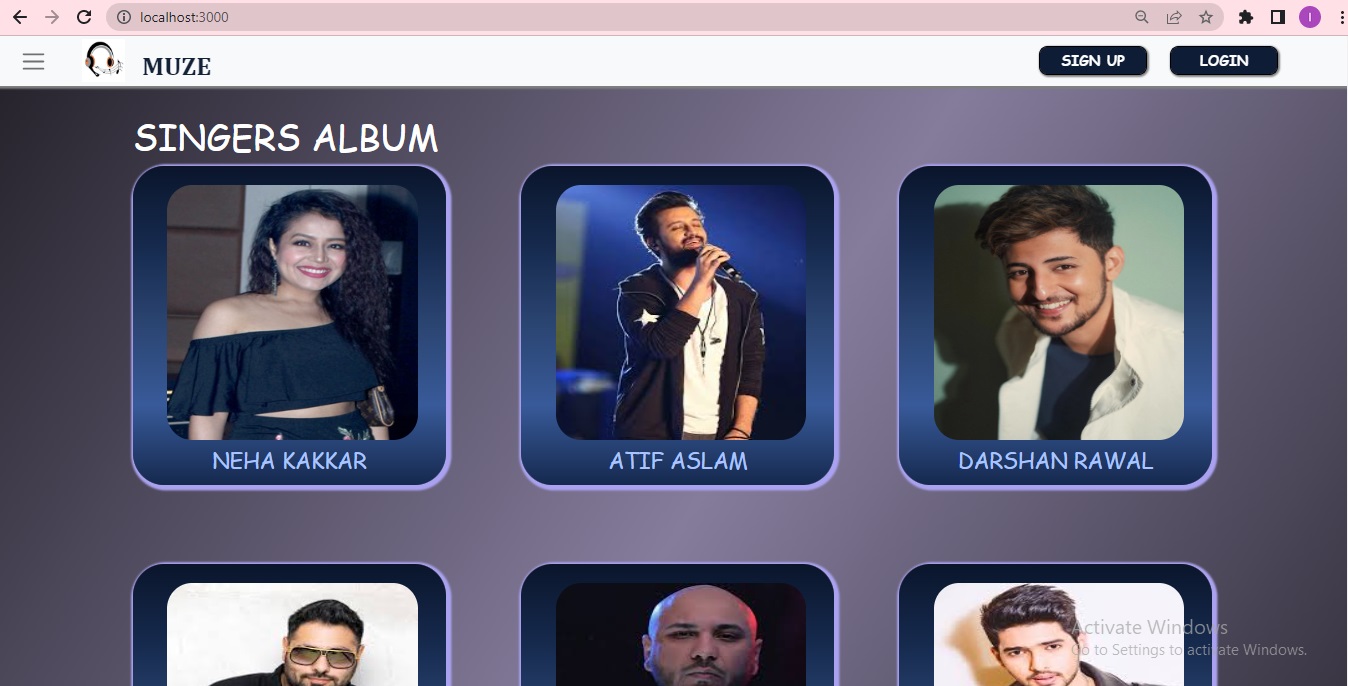 localhost:3000
I
MUZE
SIGN UP
LOGIN
SINGERS ALBUM
NEHA KAKKAR
ATIF ASLAM
DARSHAN RAWAL
Activate Windows
Go to Settings to activate Windows.